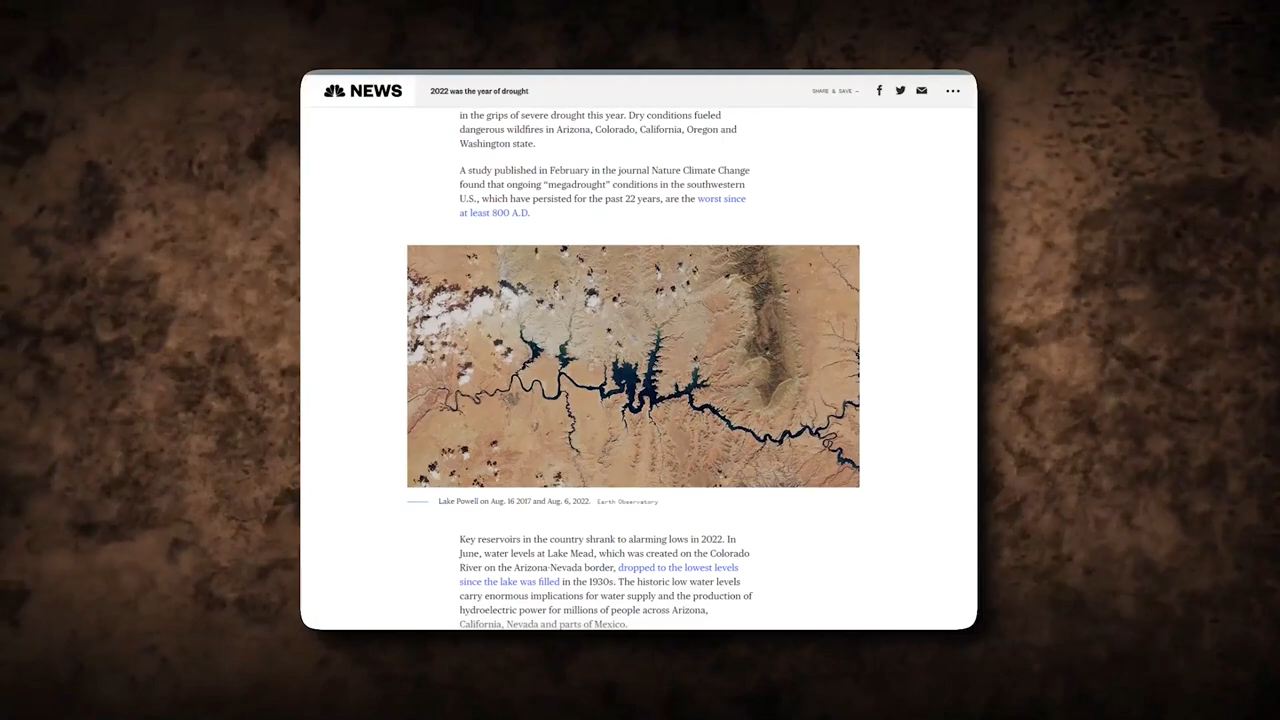 NEWS
2022 was the year of drought
SHARE & SAVE —
in the grips of severe drought this year. Dry conditions fueled
dangerous wildfires in Arizona, Colorado, California, Oregon and
Washington state.
A study published in February in the journal Nature Climate Change
found that ongoing “megadrought” conditions in the southwestern
U.S., which have persisted for the past 22 years, are the worst since
at least 800 A.D.
Lake Powell on Aug. 16 2017 and Aug. 6, 2022. Earth Observatory
Key reservoirs in the country shrank to alarming lows in 2022. In
June, water levels at Lake Mead, which was created on the Colorado
River on the Arizona-Nevada border, dropped to the lowest levels
since the lake was filled in the 1930s. The historic low water levels
carry enormous implications for water supply and the production of
hydroelectric power for millions of people across Arizona,
California, Nevada and parts of Mexico.